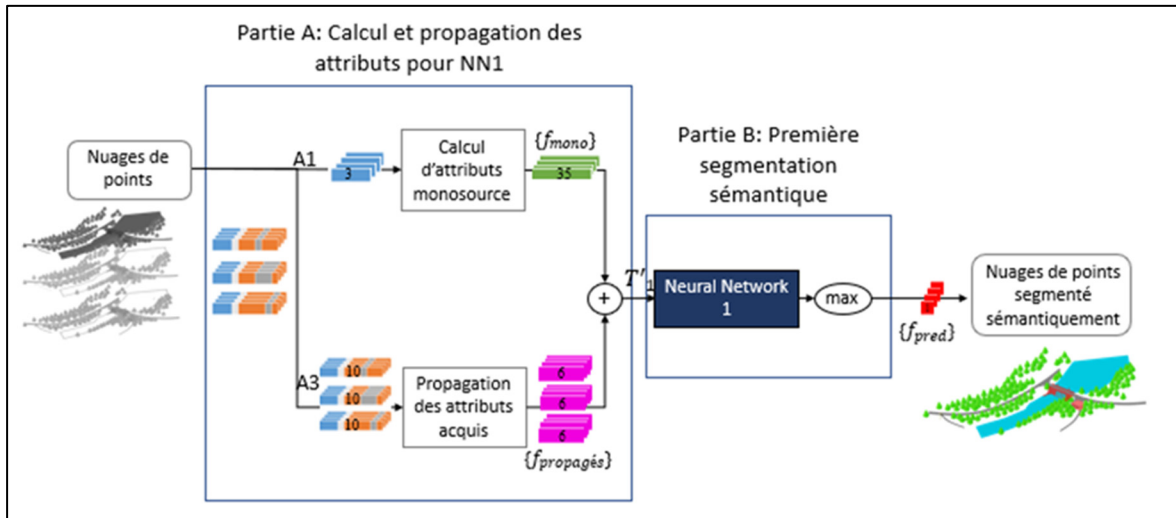 Partie A: Calcul et propagation des
attributs pour NN1
Nuages de
points
A1
3
Calcul
d'attributs
monosource
{fmono}
35
Partie B: Première
segmentation
sémantique
T'1
Neural Network
1
max
{fpred}
Nuages de points
segmenté
sémantiquement
+
A3
10
10
10
Propagation
des attributs
acquis
6
6
6
{fpropagés}